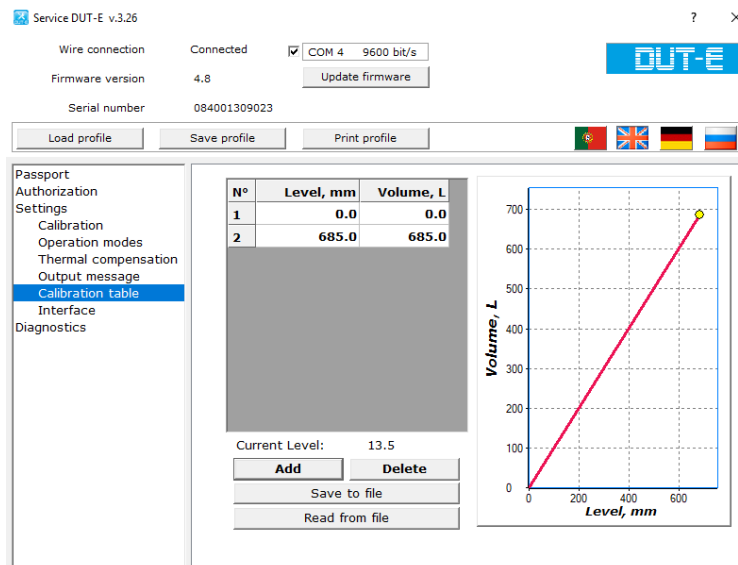 Service DUT-E v.3.26
?
Wire connection Connected COM 4 9600 bit/s
DUT-E
Firmware version 4.8 Update firmware
Serial number 084001309023
Load profile Save profile Print profile
Passport
Authorization
Settings
Calibration
Operation modes
Thermal compensation
Output message
Calibration table
Interface
Diagnostics
N° Level, mm Volume, L
1 0.0 0.0
2 685.0 685.0
Current Level: 13.5
Add Delete
Save to file
Read from file
Volume, L
700
600
500
400
300
200
100
0
0 200 400 600
Level, mm